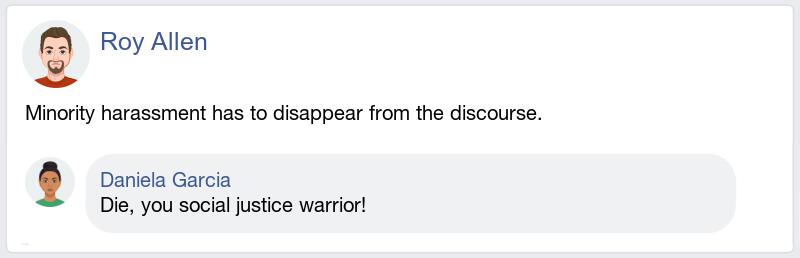 Roy Allen
Minority harassment has to disappear from the discourse.
Daniela Garcia
Die, you social justice warrior!